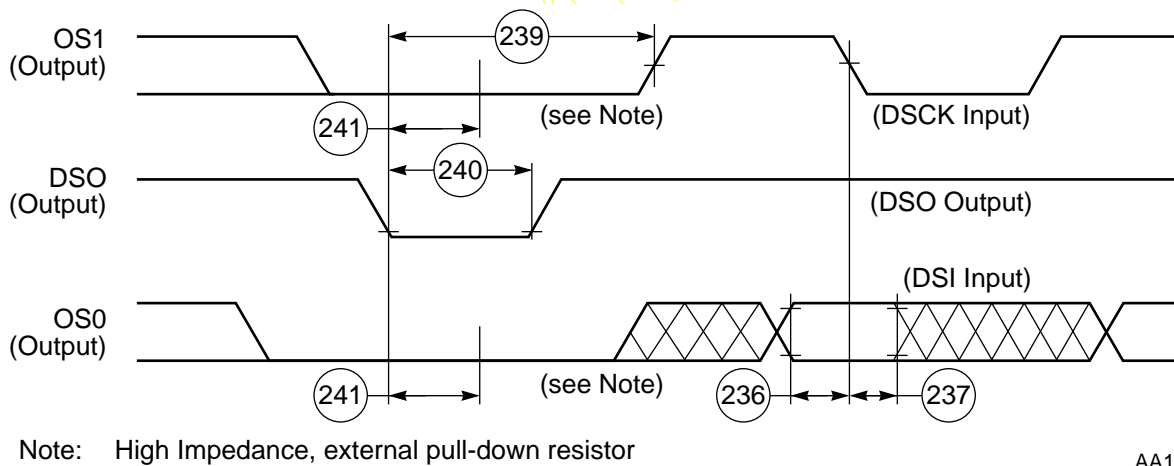 OS1
(Output)
239
241
(see Note)
(DSCK Input)
240
DSO
(Output)
(DSO Output)
(DSI Input)
OS0
(Output)
241
(see Note)
236
237
Note: High Impedance, external pull-down resistor
AA1